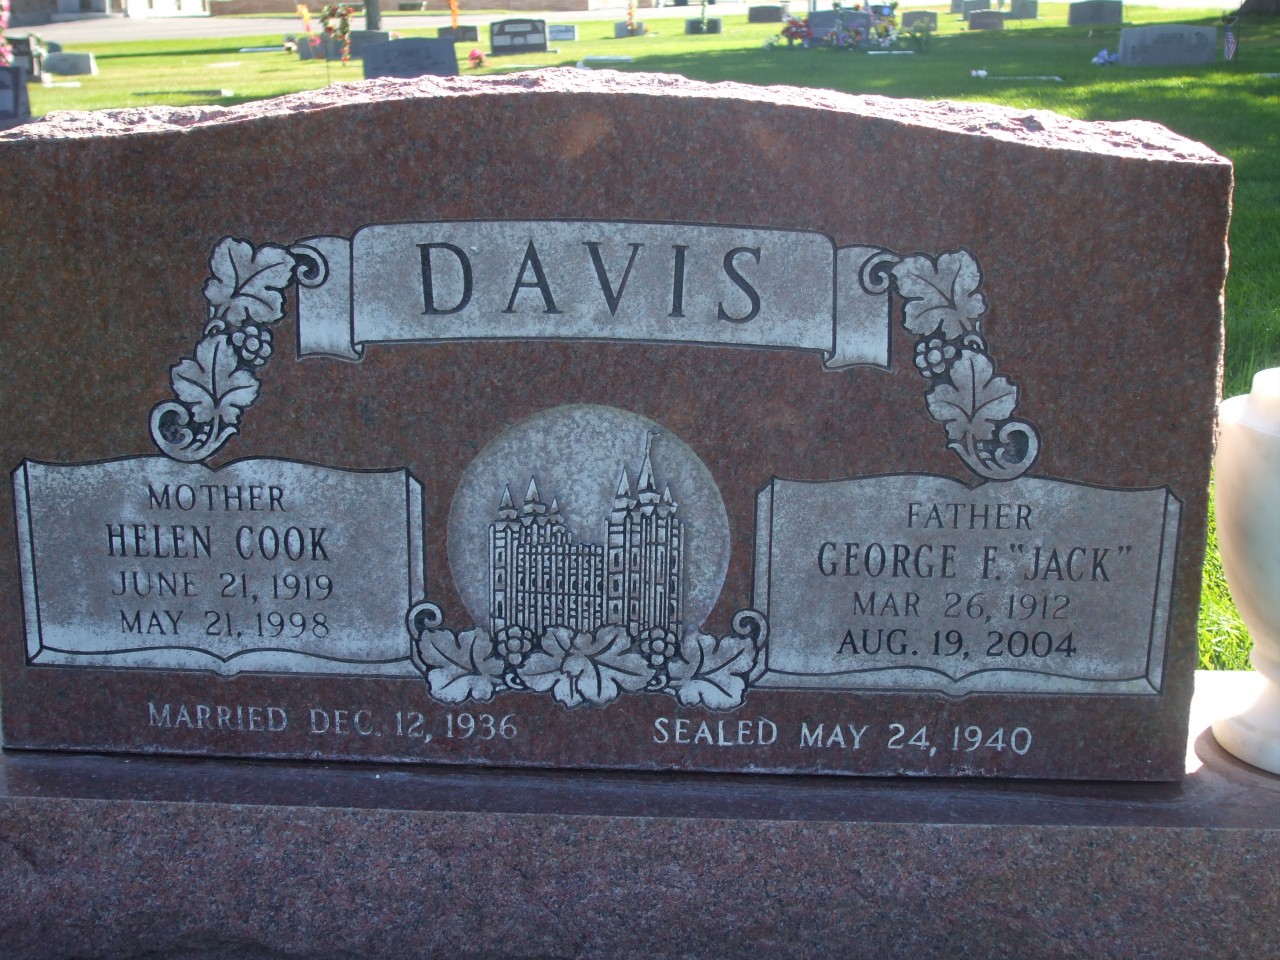 DAVIS
MOTHER
HELEN COOK
JUNE 21, 1919
MAY 21, 1998
FATHER
GEORGE F. "JACK"
MAR 26, 1912
AUG. 19, 2004
MARRIED DEC. 12, 1936
SEALED MAY 24, 1940